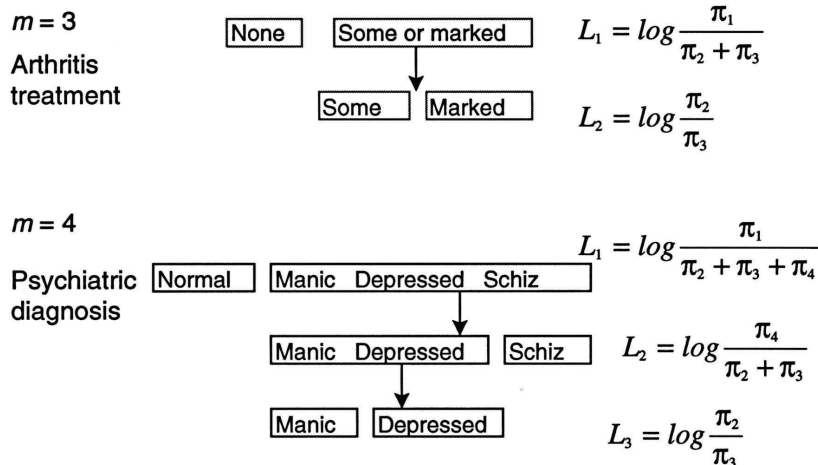 m = 3
Arthritis
treatment
None Some or marked
Some Marked
L₁ = log π₁ / (π₂ + π₃)
L₂ = log π₂ / π₃
m = 4
Psychiatric
diagnosis
Normal Manic Depressed Schiz
Manic Depressed Schiz
Manic Depressed
L₁ = log π₁ / (π₂ + π₃ + π₄)
L₂ = log π₄ / (π₂ + π₃)
L₃ = log π₂ / π₃